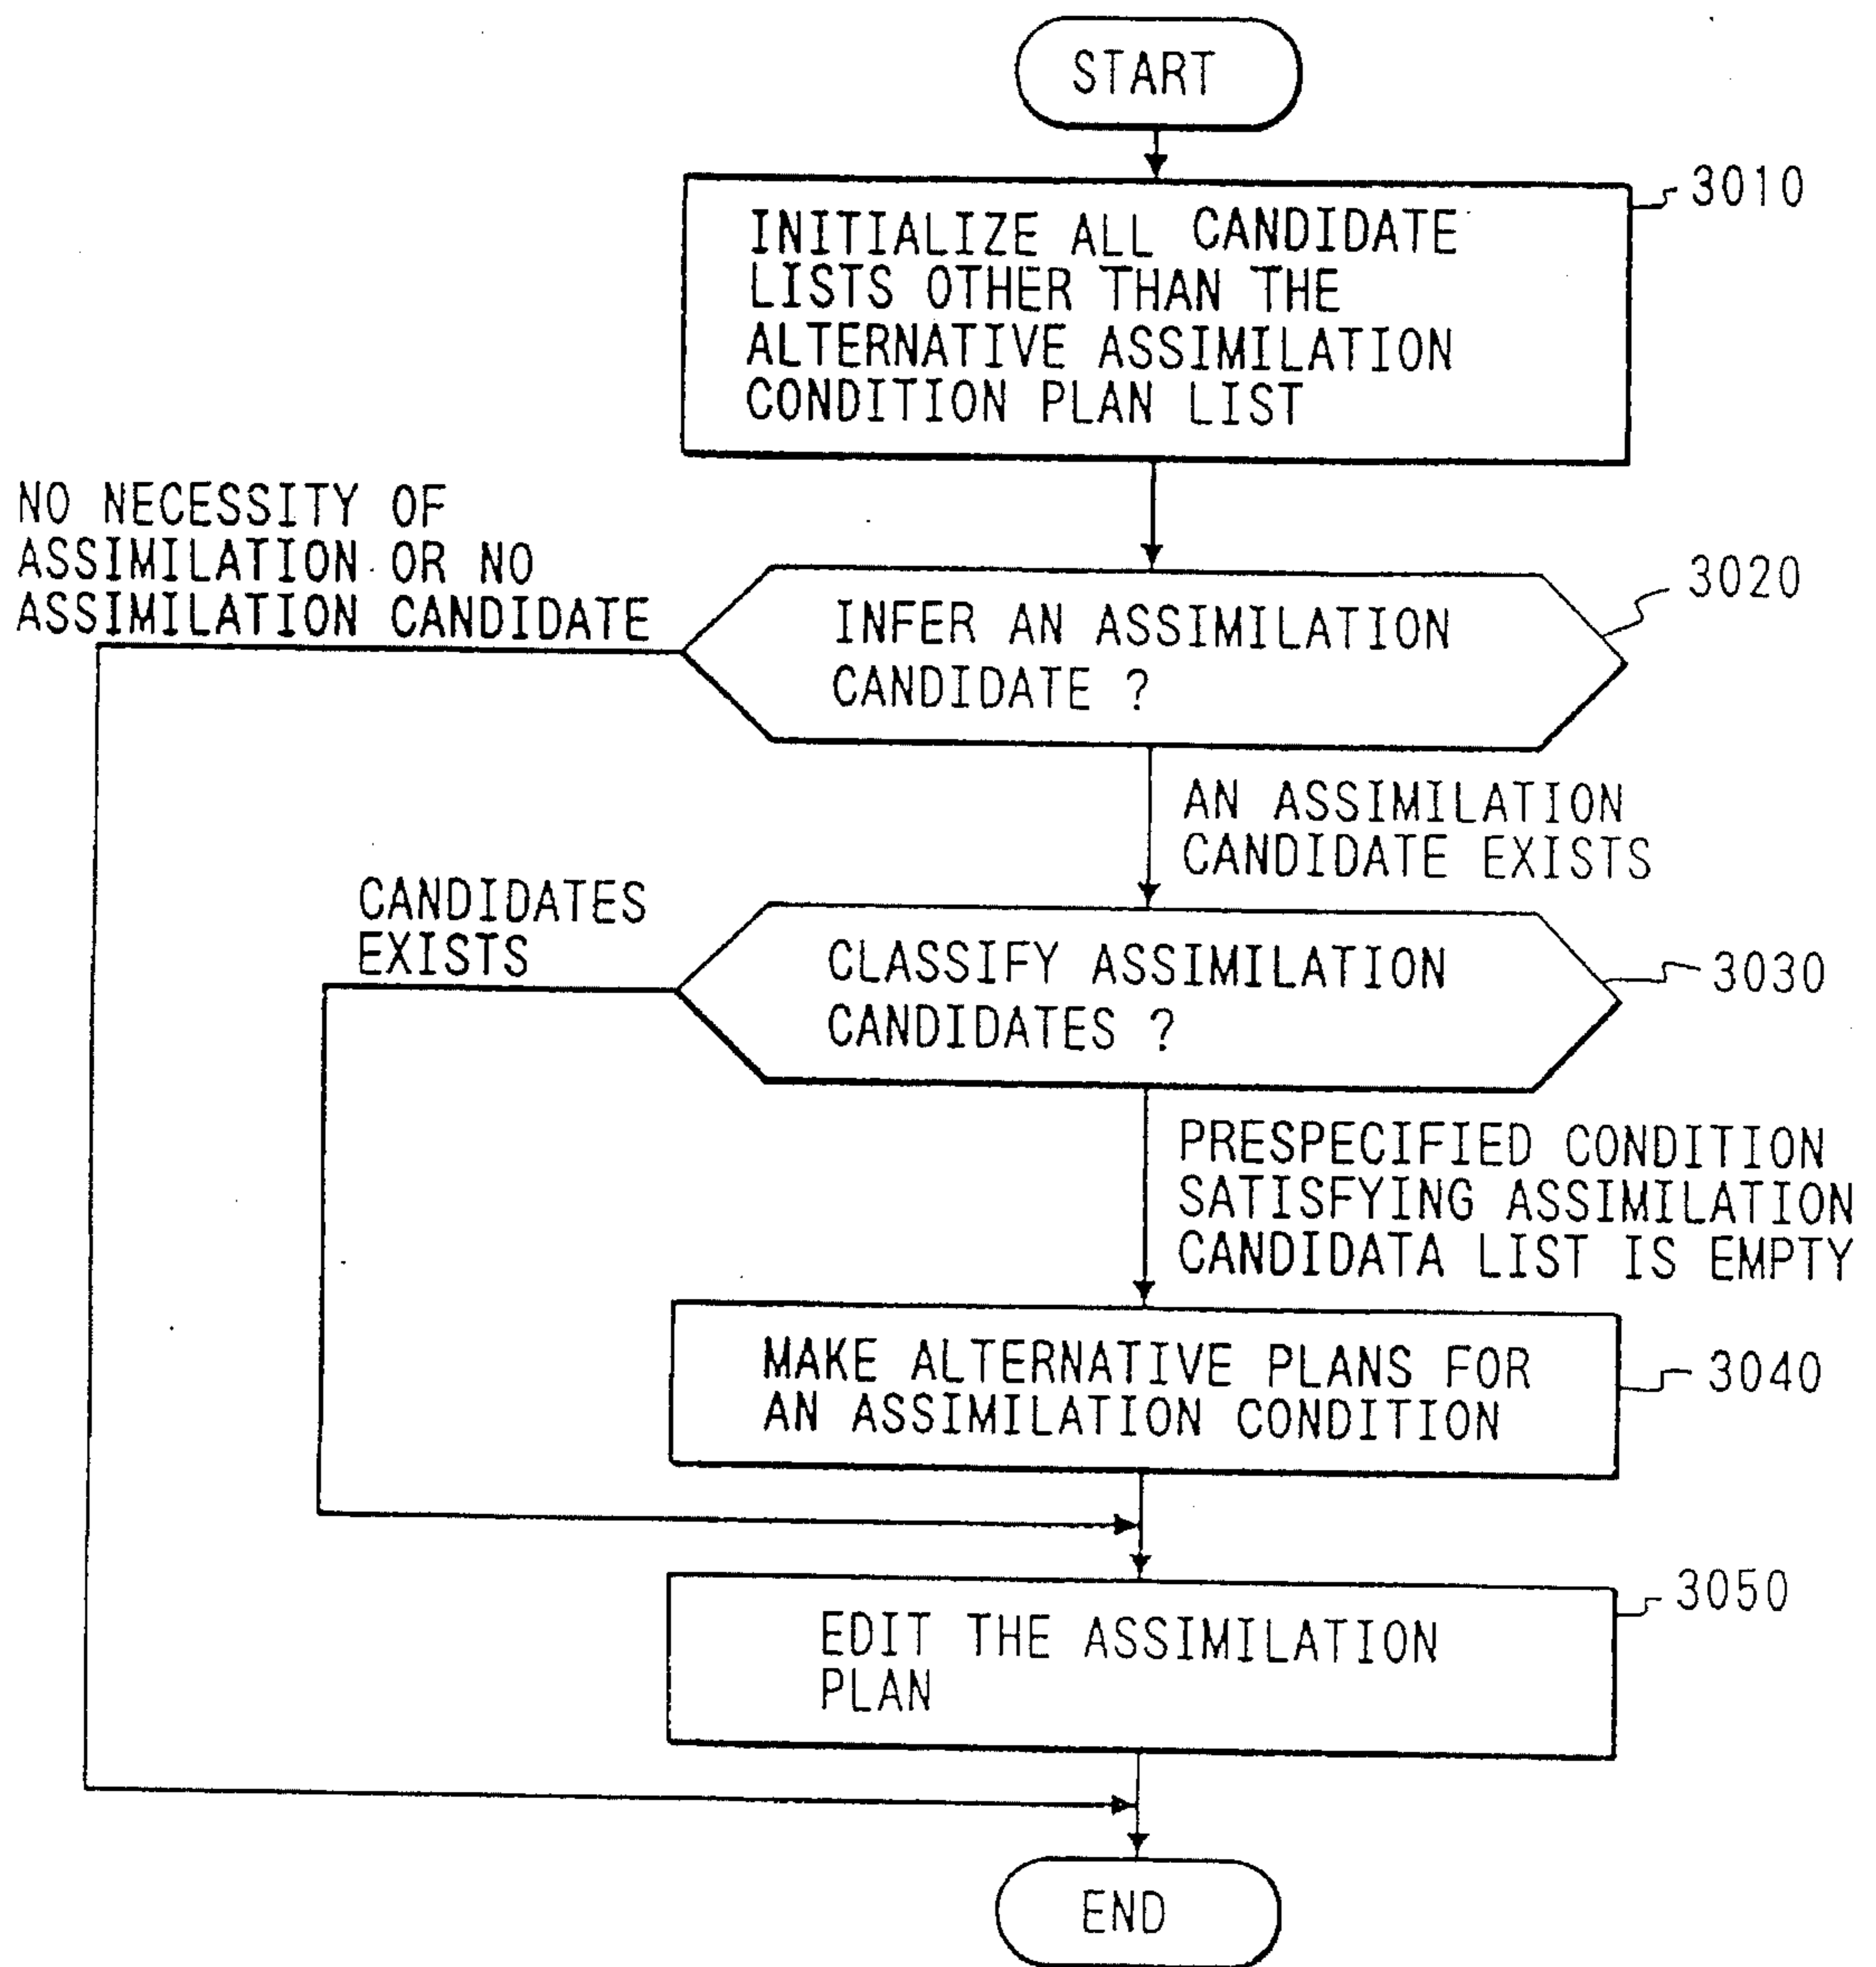 START
3010
INITIALIZE ALL CANDIDATE
LISTS OTHER THAN THE
ALTERNATIVE ASSIMILATION
CONDITION PLAN LIST
NO NECESSITY OF
ASSIMILATION OR NO
ASSIMILATION CANDIDATE
3020
INFER AN ASSIMILATION
CANDIDATE ?
AN ASSIMILATION
CANDIDATE EXISTS
CANDIDATES
EXISTS
CLASSIFY ASSIMILATION
CANDIDATES ?
3030
PRESPECIFIED CONDITION
SATISFYING ASSIMILATION
CANDIDATA LIST IS EMPTY
MAKE ALTERNATIVE PLANS FOR
AN ASSIMILATION CONDITION
3040
3050
EDIT THE ASSIMILATION
PLAN
END